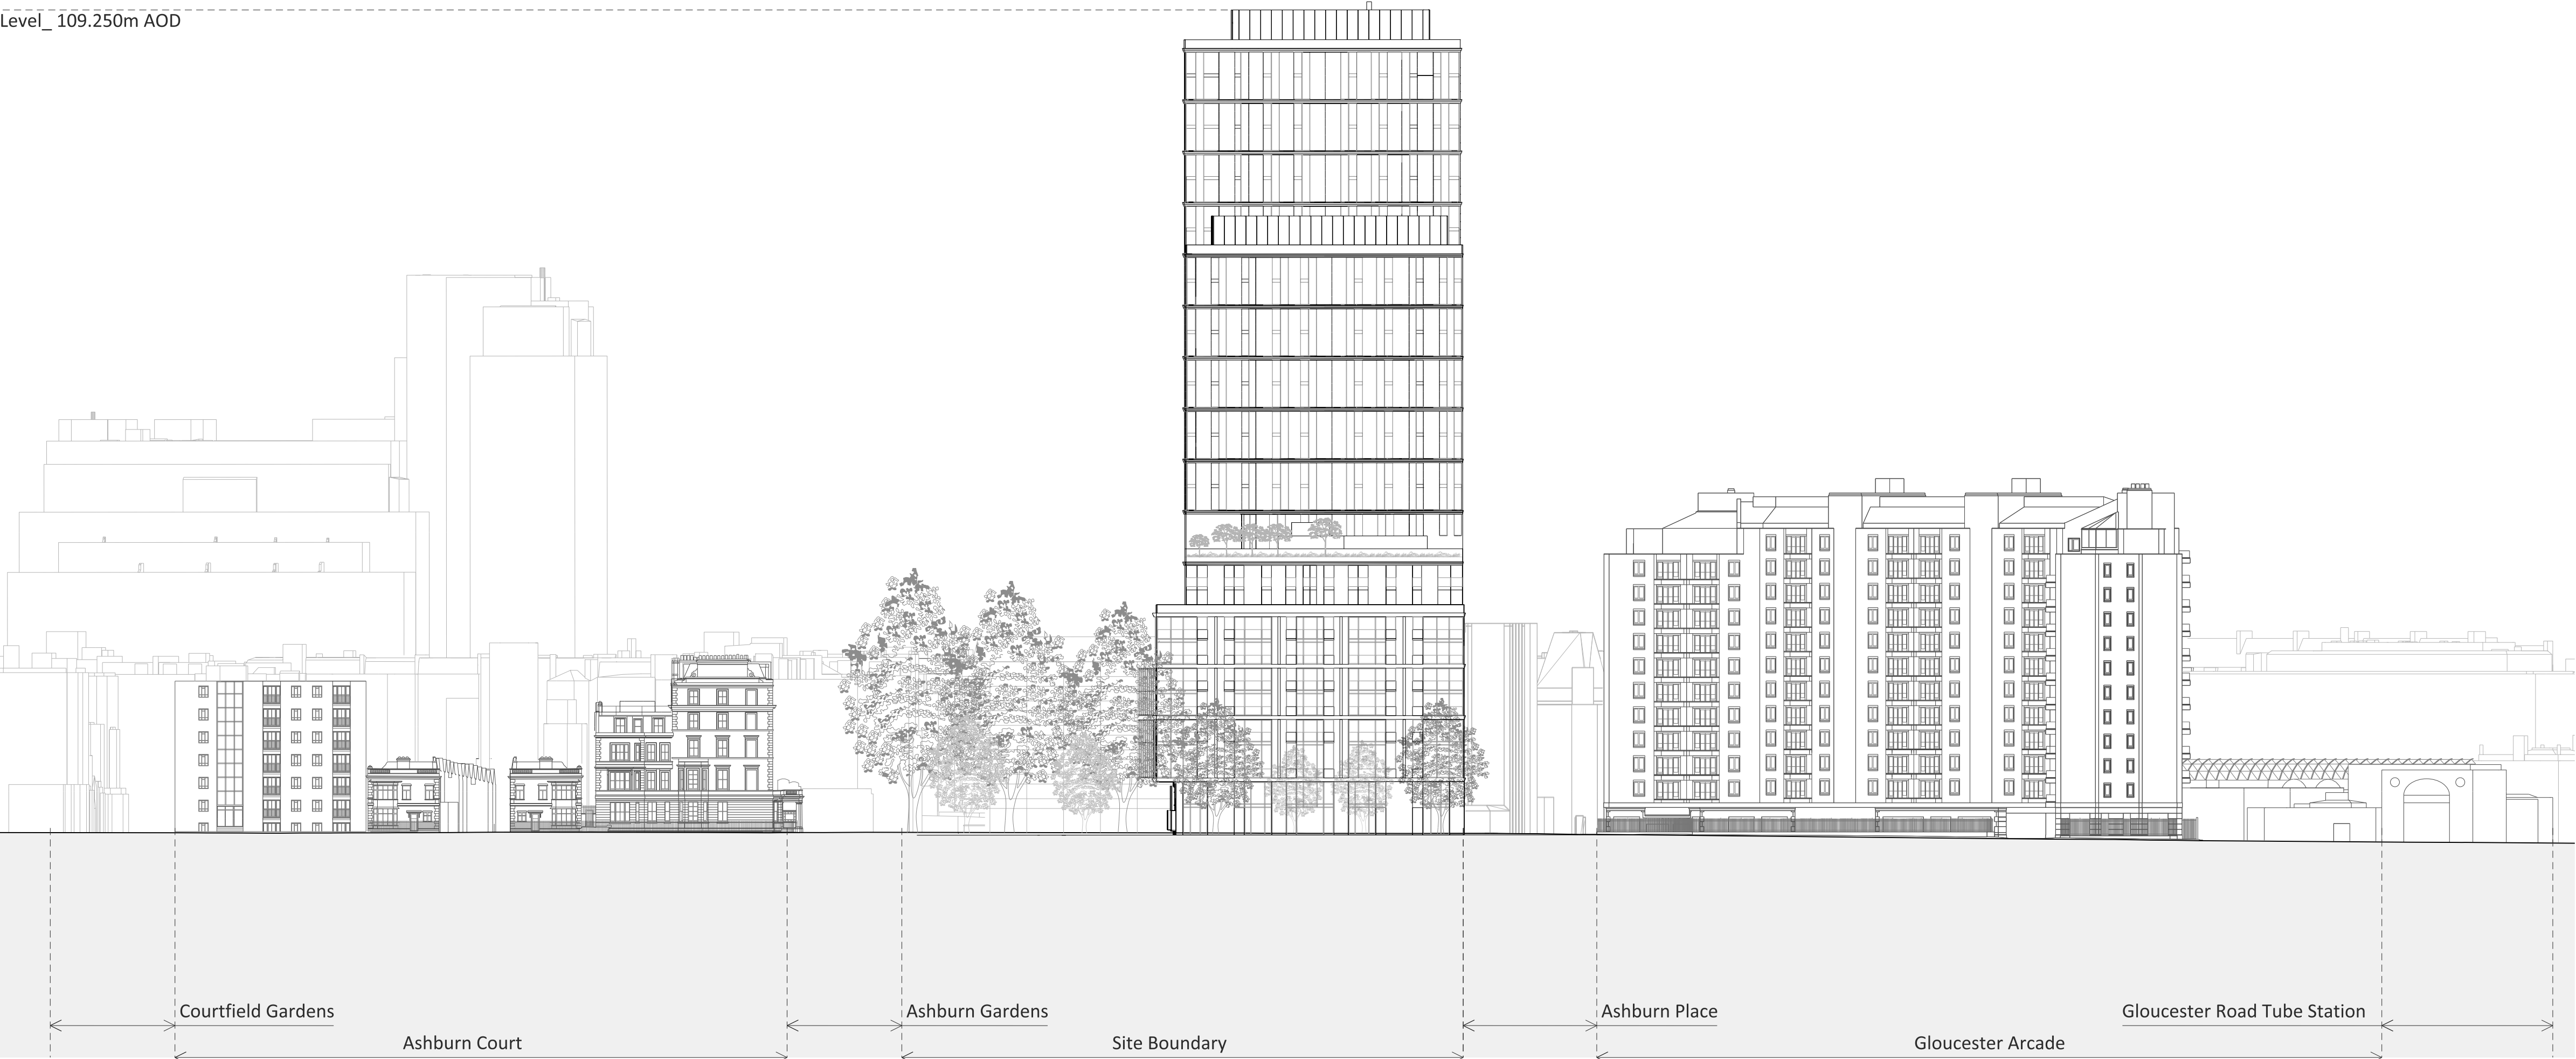 Level_ 109.250m AOD
Courtfield Gardens
Ashburn Gardens
Ashburn Place
Gloucester Road Tube Station
Ashburn Court
Site Boundary
Gloucester Arcade